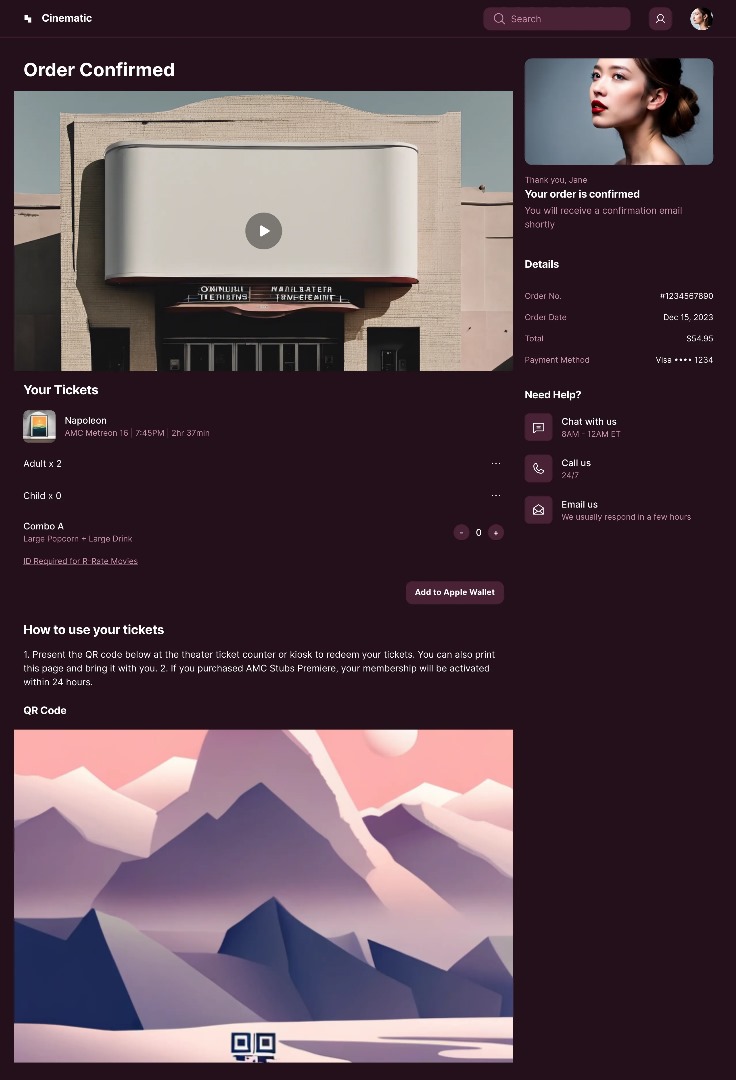 Cinematic
Search
Order Confirmed
Thank you, Jane
Your order is confirmed
You will receive a confirmation email
shortly
Details
Order No. #1234567890
Order Date Dec 15, 2023
Total $54.95
Payment Method Visa •••• 1234
Need Help?
Chat with us
8AM - 12AM ET
Call us
24/7
Email us
We usually respond in a few hours
Your Tickets
Napoleon
AMC Metreon 16 | 7:45PM | 2hr 37min
Adult x 2 ...
Child x 0 ...
Combo A
Large Popcorn + Large Drink
- 0 +
ID Required for R-Rate Movies
Add to Apple Wallet
How to use your tickets
1. Present the QR code below at the theater ticket counter or kiosk to redeem your tickets. You can also print
this page and bring it with you. 2. If you purchased AMC Stubs Premiere, your membership will be activated
within 24 hours.
QR Code